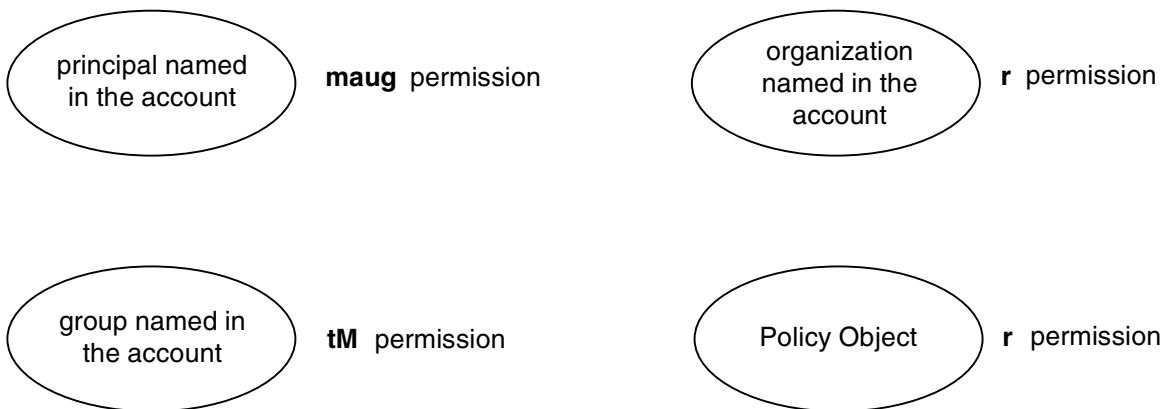 principal named
in the account
maug permission
organization
named in the
account
r permission
group named in
the account
tM permission
Policy Object
r permission